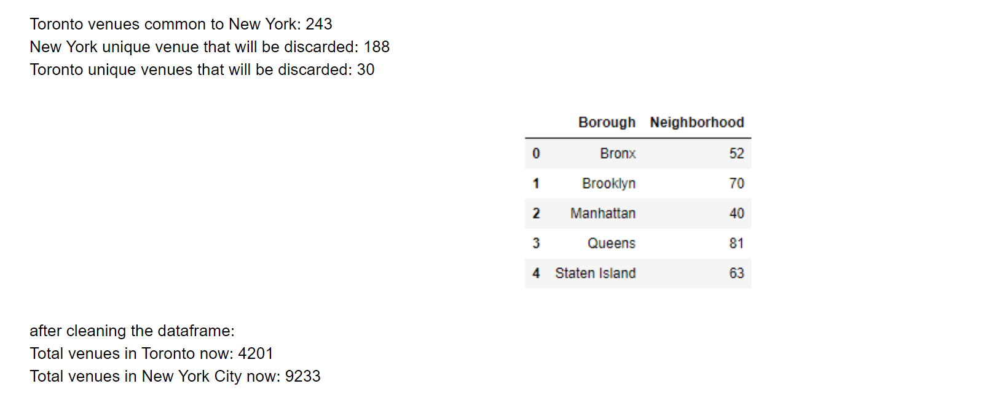 Toronto venues common to New York: 243
New York unique venue that will be discarded: 188
Toronto unique venues that will be discarded: 30
Borough Neighborhood
0 Bronx 52
1 Brooklyn 70
2 Manhattan 40
3 Queens 81
4 Staten Island 63
after cleaning the dataframe:
Total venues in Toronto now: 4201
Total venues in New York City now: 9233